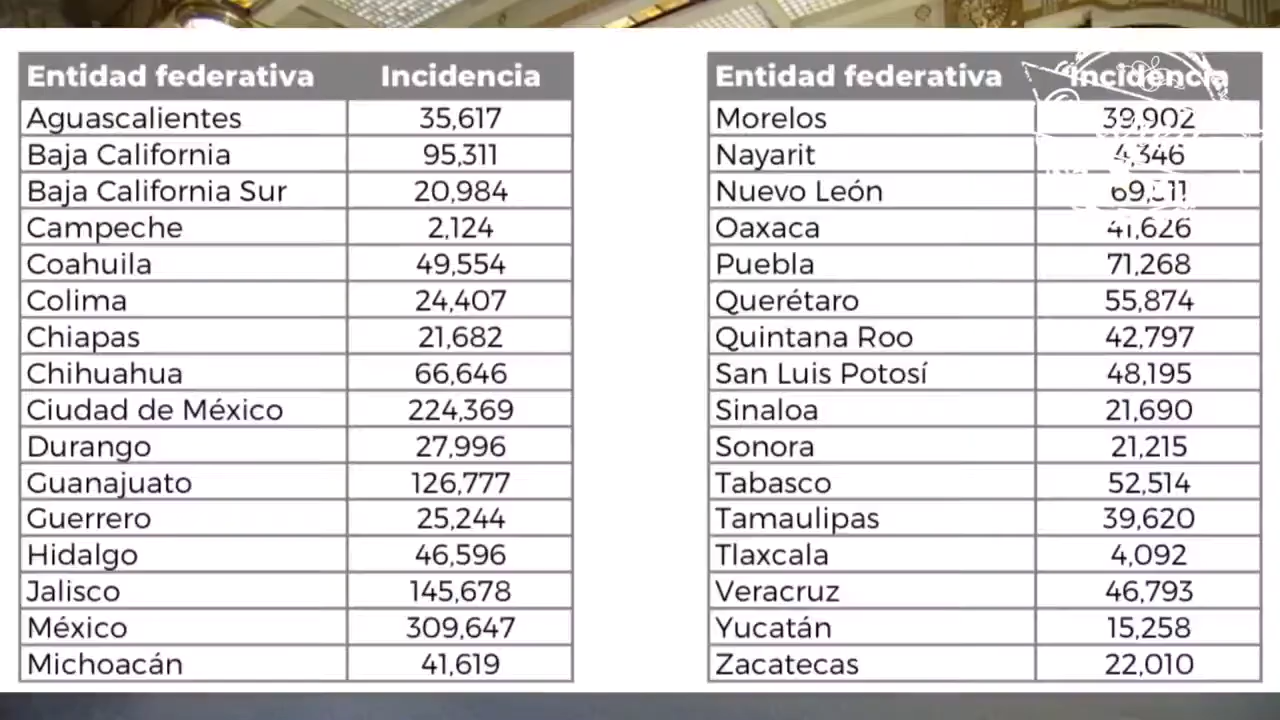 Entidad federativa Incidencia
Aguascalientes 35,617
Baja California 95,311
Baja California Sur 20,984
Campeche 2,124
Coahuila 49,554
Colima 24,407
Chiapas 21,682
Chihuahua 66,646
Ciudad de México 224,369
Durango 27,996
Guanajuato 126,777
Guerrero 25,244
Hidalgo 46,596
Jalisco 145,678
México 309,647
Michoacán 41,619
Entidad federativa Incidencia
Morelos 39,902
Nayarit
Nuevo León
Oaxaca 41,626
Puebla 71,268
Querétaro 55,874
Quintana Roo 42,797
San Luis Potosí 48,195
Sinaloa 21,690
Sonora 21,215
Tabasco 52,514
Tamaulipas 39,620
Tlaxcala 4,092
Veracruz 46,793
Yucatán 15,258
Zacatecas 22,010